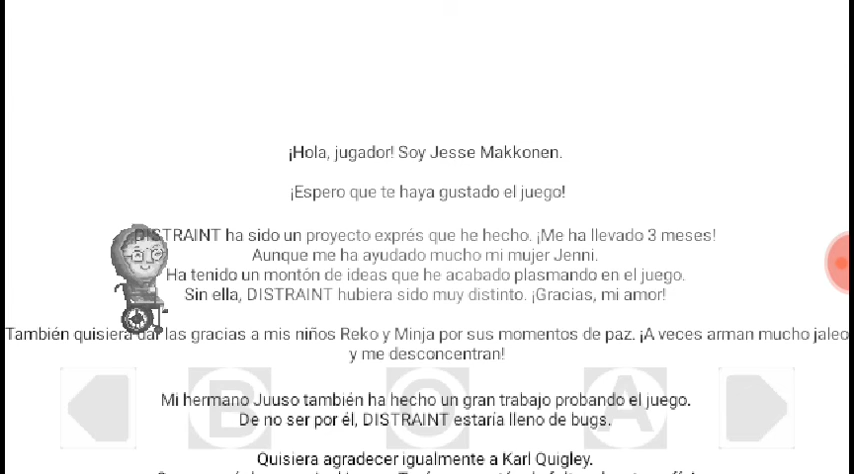 ¡Hola, jugador! Soy Jesse Makkonen.
¡Espero que te haya gustado el juego!
DISTRAINT ha sido un proyecto exprés que he hecho. ¡Me ha llevado 3 meses!
Aunque me ha ayudado mucho mi mujer Jenni.
Ha tenido un montón de ideas que he acabado plasmando en el juego.
Sin ella, DISTRAINT hubiera sido muy distinto. ¡Gracias, mi amor!
También quisiera dar las gracias a mis niños Reko y Minja por sus momentos de paz. ¡A veces arman mucho jaleo
y me desconcentran!
Mi hermano Juuso también ha hecho un gran trabajo probando el juego.
De no ser por él, DISTRAINT estaría lleno de bugs.
B O A
Quisiera agradecer igualmente a Karl Quigley.